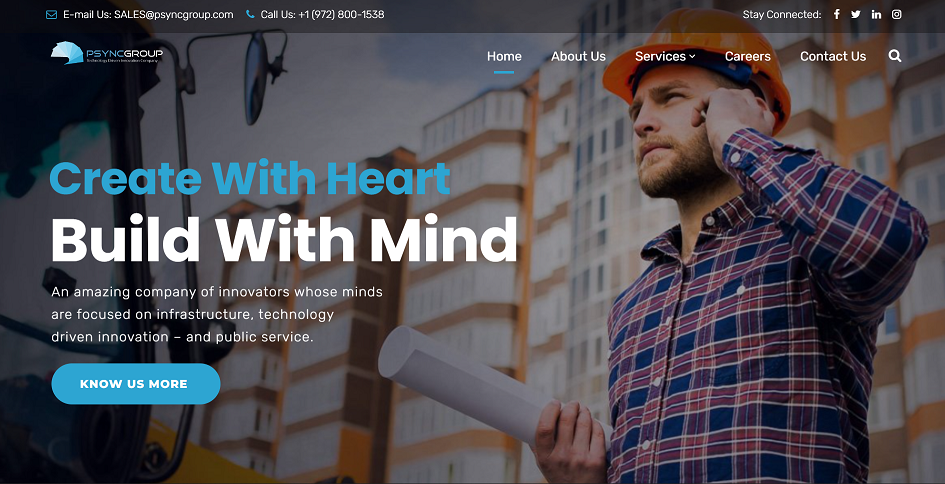 E-mail Us: SALES@psyncgroup.com Call Us: +1 (972) 800-1538 Stay Connected:
PSYNCGROUP
Technology Driven Innovation Company
Home About Us Services Careers Contact Us
Create With Heart
Build With Mind
An amazing company of innovators whose minds
are focused on infrastructure, technology
driven innovation – and public service.
KNOW US MORE